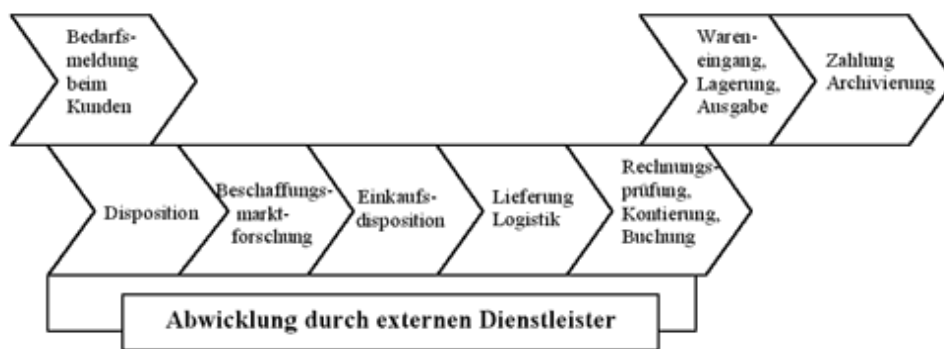 Bedarfs-
meldung
beim
Kunden
Waren-
eingang,
Lagerung,
Ausgabe
Zahlung
Archivierung
Disposition
Beschaffungs-
markt-
forschung
Einkaufs-
disposition
Lieferung
Logistik
Rechnungs-
prüfung,
Kontierung,
Buchung
Abwicklung durch externen Dienstleister